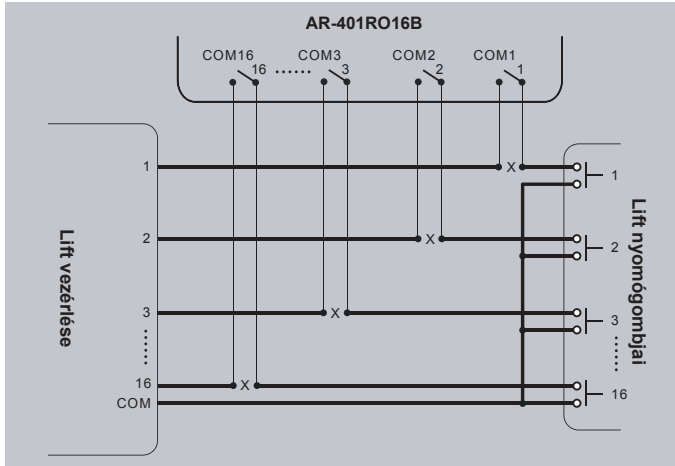 AR-401RO16B
COM16 COM3 COM2 COM1
16 ...... 3 2 1
Lift vezérlése
1
2
3
......
16
COM
X
X
X
X
Lift nyomógombjai
1
2
3
......
16